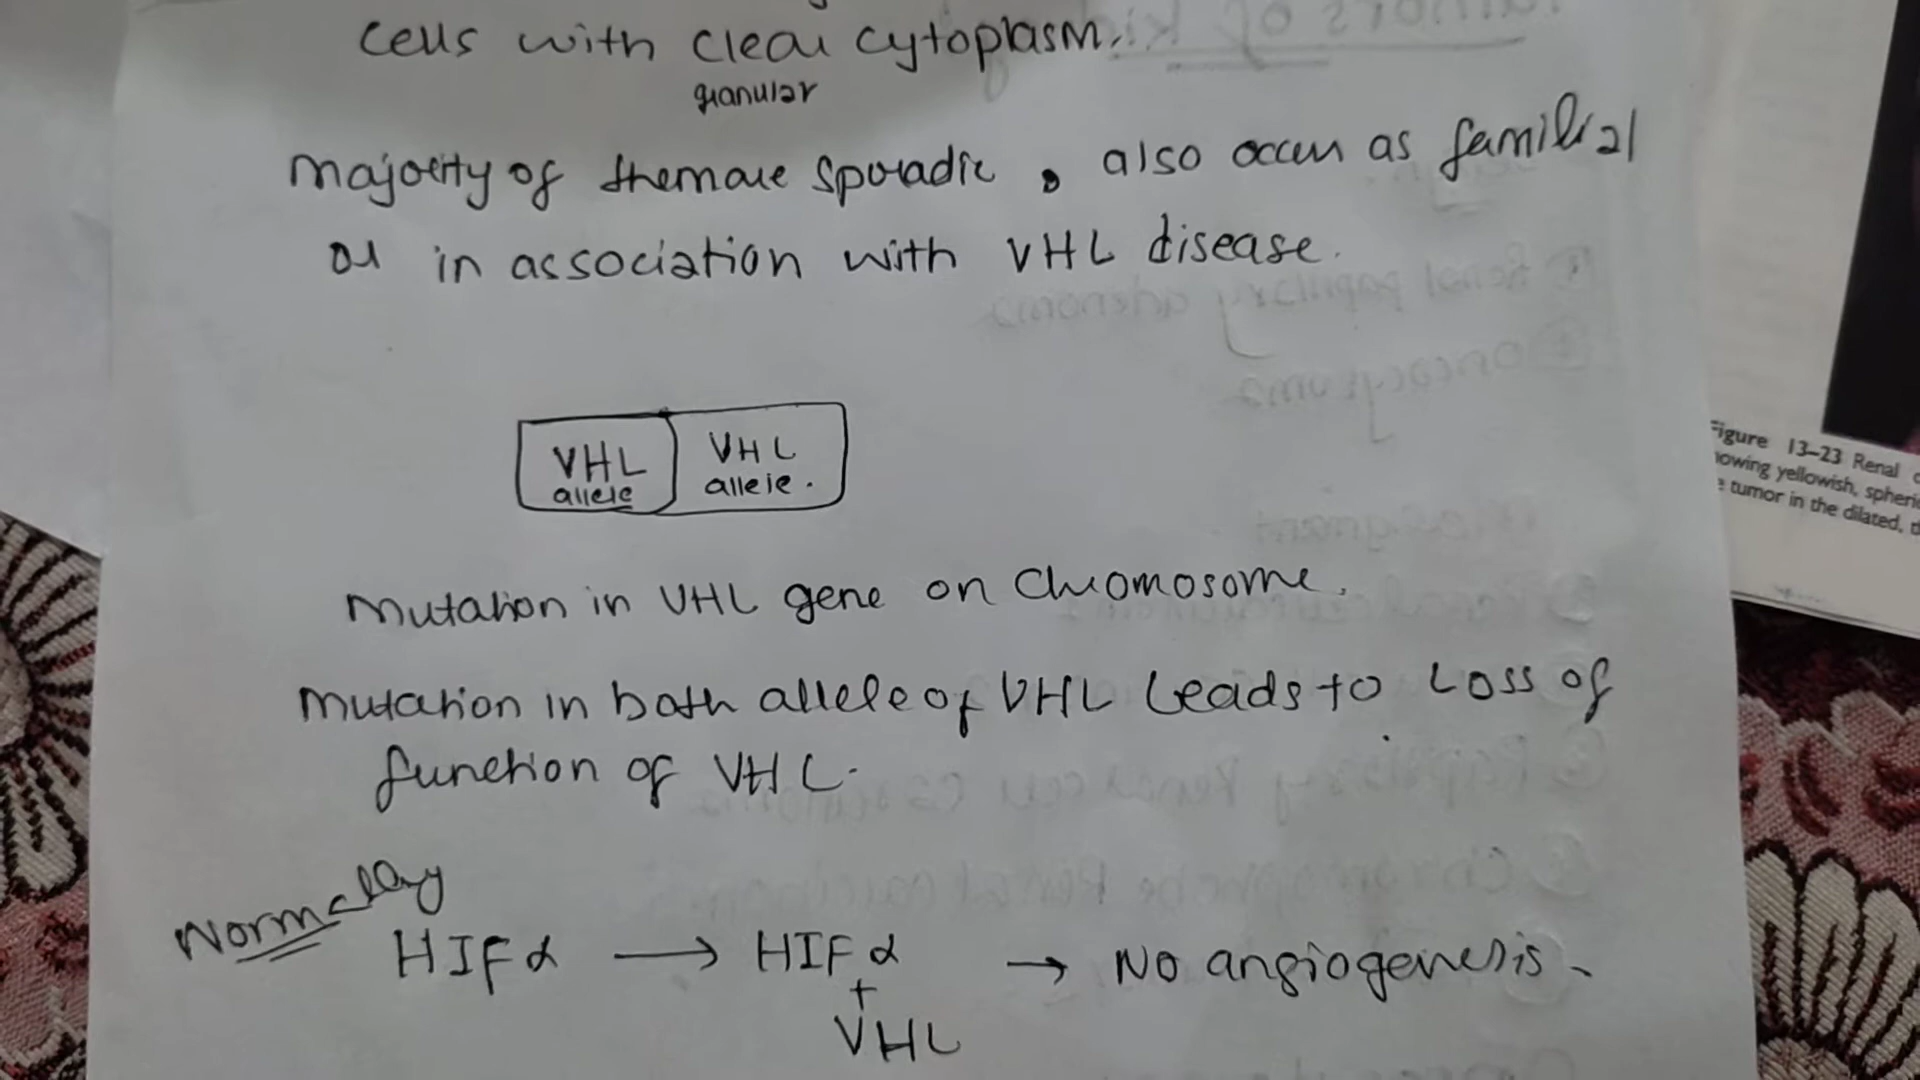 cells with clear cytoplasm.
granular
majority of them are sporadic, also occur as familial
or in association with VHL disease.
VHL allele
VHL allele.
Mutation in VHL gene on chromosome.
Mutation in both allele of VHL Leads to Loss of
function of VHL.
Normally
HIFα → HIFα + VHL → No angiogenesis
Figure 13–23 Renal
owing yellowish, spheri
tumor in the dilated,